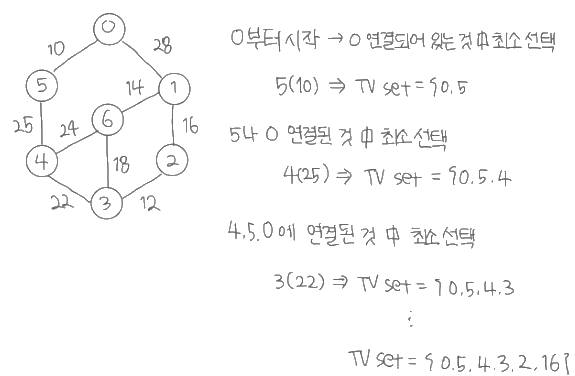 0
10
28
5
14
1
6
25
24
16
4
18
2
22
3
12
0부터시작 → 0 연결되어 있는것 中 최소선택
5(10) ⇒ TV set = {0.5
5나 0 연결된 것 中 최소선택
4(25) ⇒ TV set = {0.5.4
4.5.0에 연결된 것 中 최소선택
3(22) ⇒ TV set = {0.5.4.3
⋮
TV set = {0.5.4.3.2.16}